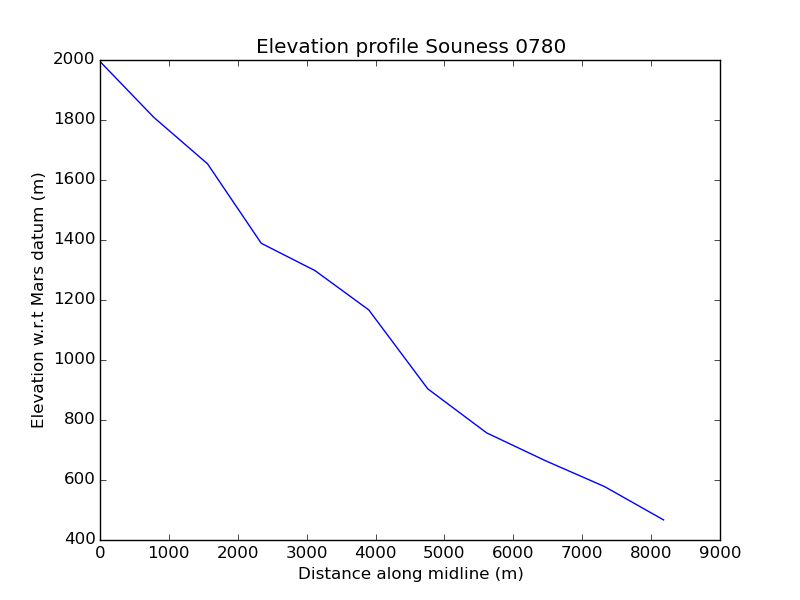 Elevation profile Souness 0780
Elevation w.r.t Mars datum (m)
2000
1800
1600
1400
1200
1000
800
600
400
0 1000 2000 3000 4000 5000 6000 7000 8000 9000
Distance along midline (m)